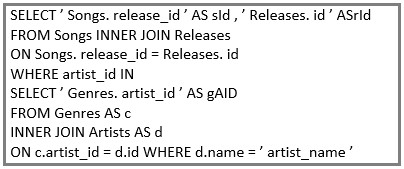 SELECT ’ Songs. release_id ’ AS sId , ’ Releases. id ’ ASrId
FROM Songs INNER JOIN Releases
ON Songs. release_id = Releases. id
WHERE artist_id IN
SELECT ’ Genres. artist_id ’ AS gAID
FROM Genres AS c
INNER JOIN Artists AS d
ON c.artist_id = d.id WHERE d.name = ’ artist_name ’